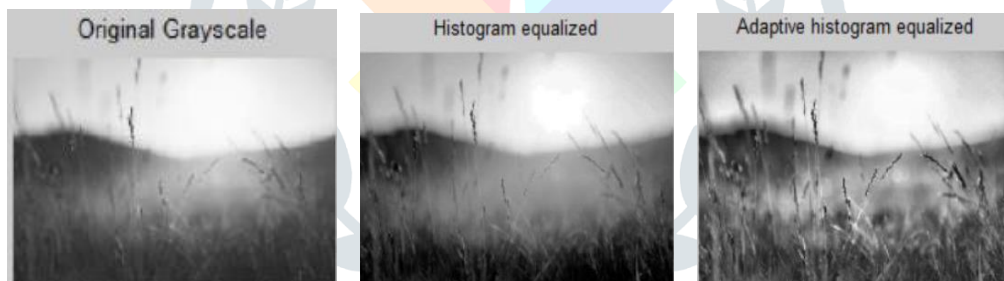 Original Grayscale
Histogram equalized
Adaptive histogram equalized